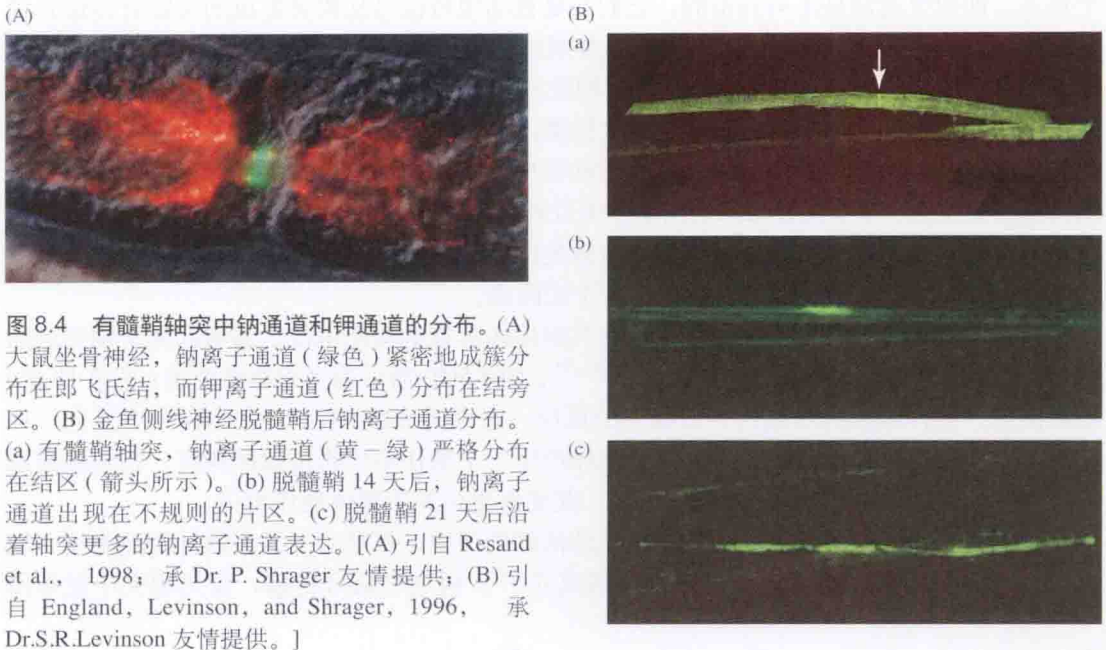 (A)
(B)
(a)
(b)
(c)
图 8.4 有髓鞘轴突中钠通道和钾通道的分布。(A)
大鼠坐骨神经，钠离子通道（绿色）紧密地成簇分
布在郎飞氏结，而钾离子通道（红色）分布在结旁
区。(B) 金鱼侧线神经脱髓鞘后钠离子通道分布。
(a) 有髓鞘轴突，钠离子通道（黄－绿）严格分布
在结区（箭头所示）。(b) 脱髓鞘 14 天后，钠离子
通道出现在不规则的片区。(c) 脱髓鞘 21 天后沿
着轴突更多的钠离子通道表达。[(A) 引自 Resand
et al.，1998；承 Dr. P. Shrager 友情提供；(B) 引
自 England，Levinson，and Shrager，1996， 承
Dr.S.R.Levinson 友情提供。]